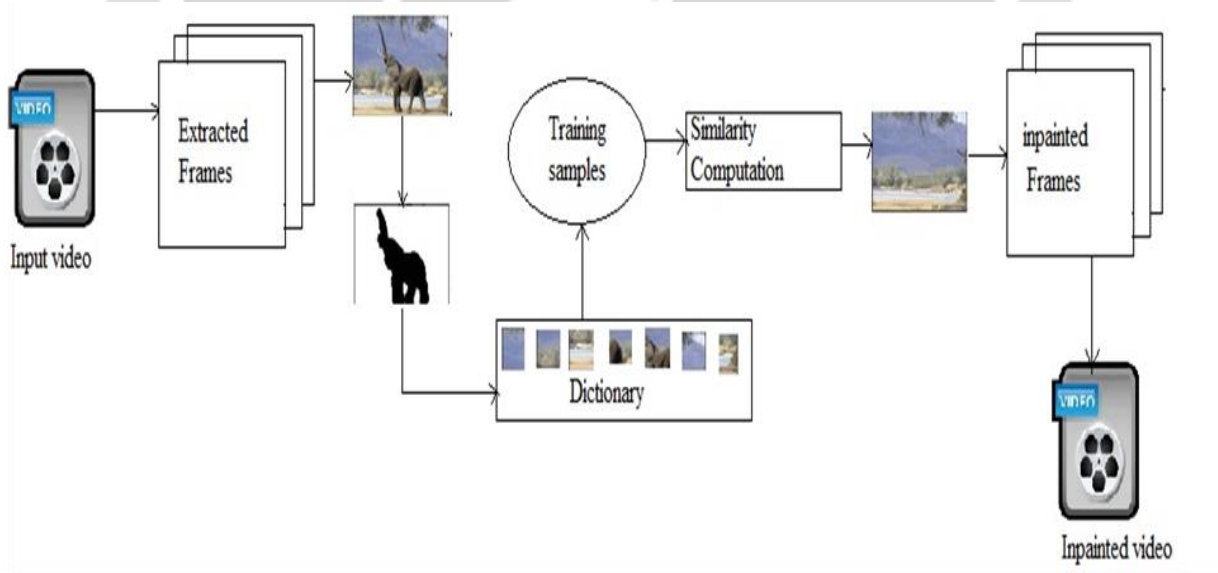 VIDEO
Input video
Extracted
Frames
Training
samples
Dictionary
Similarity
Computation
inpainted
Frames
VIDEO
Inpainted video